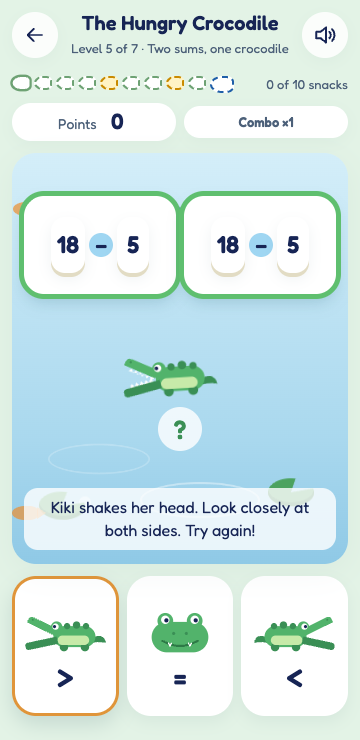 The Hungry Crocodile
Level 5 of 7 · Two sums, one crocodile
0 of 10 snacks
Points 0
Combo ×1
18 – 5
18 – 5
?
Kiki shakes her head. Look closely at
both sides. Try again!
> = <